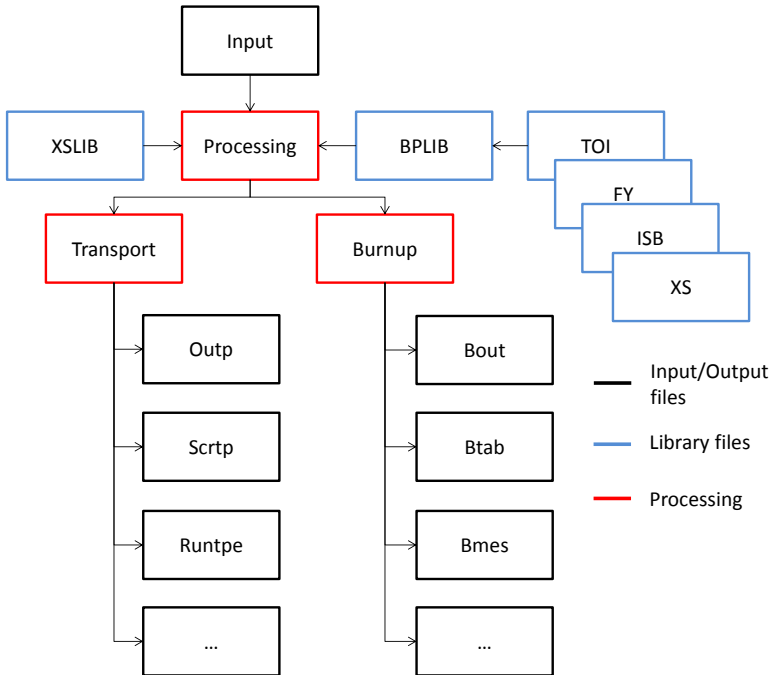 Input
XSLIB
Processing
BPLIB
TOI
FY
ISB
XS
Transport
Burnup
Outp
Scrtp
Runtpe
...
Bout
Btab
Bmes
...
Input/Output
files
Library files
Processing